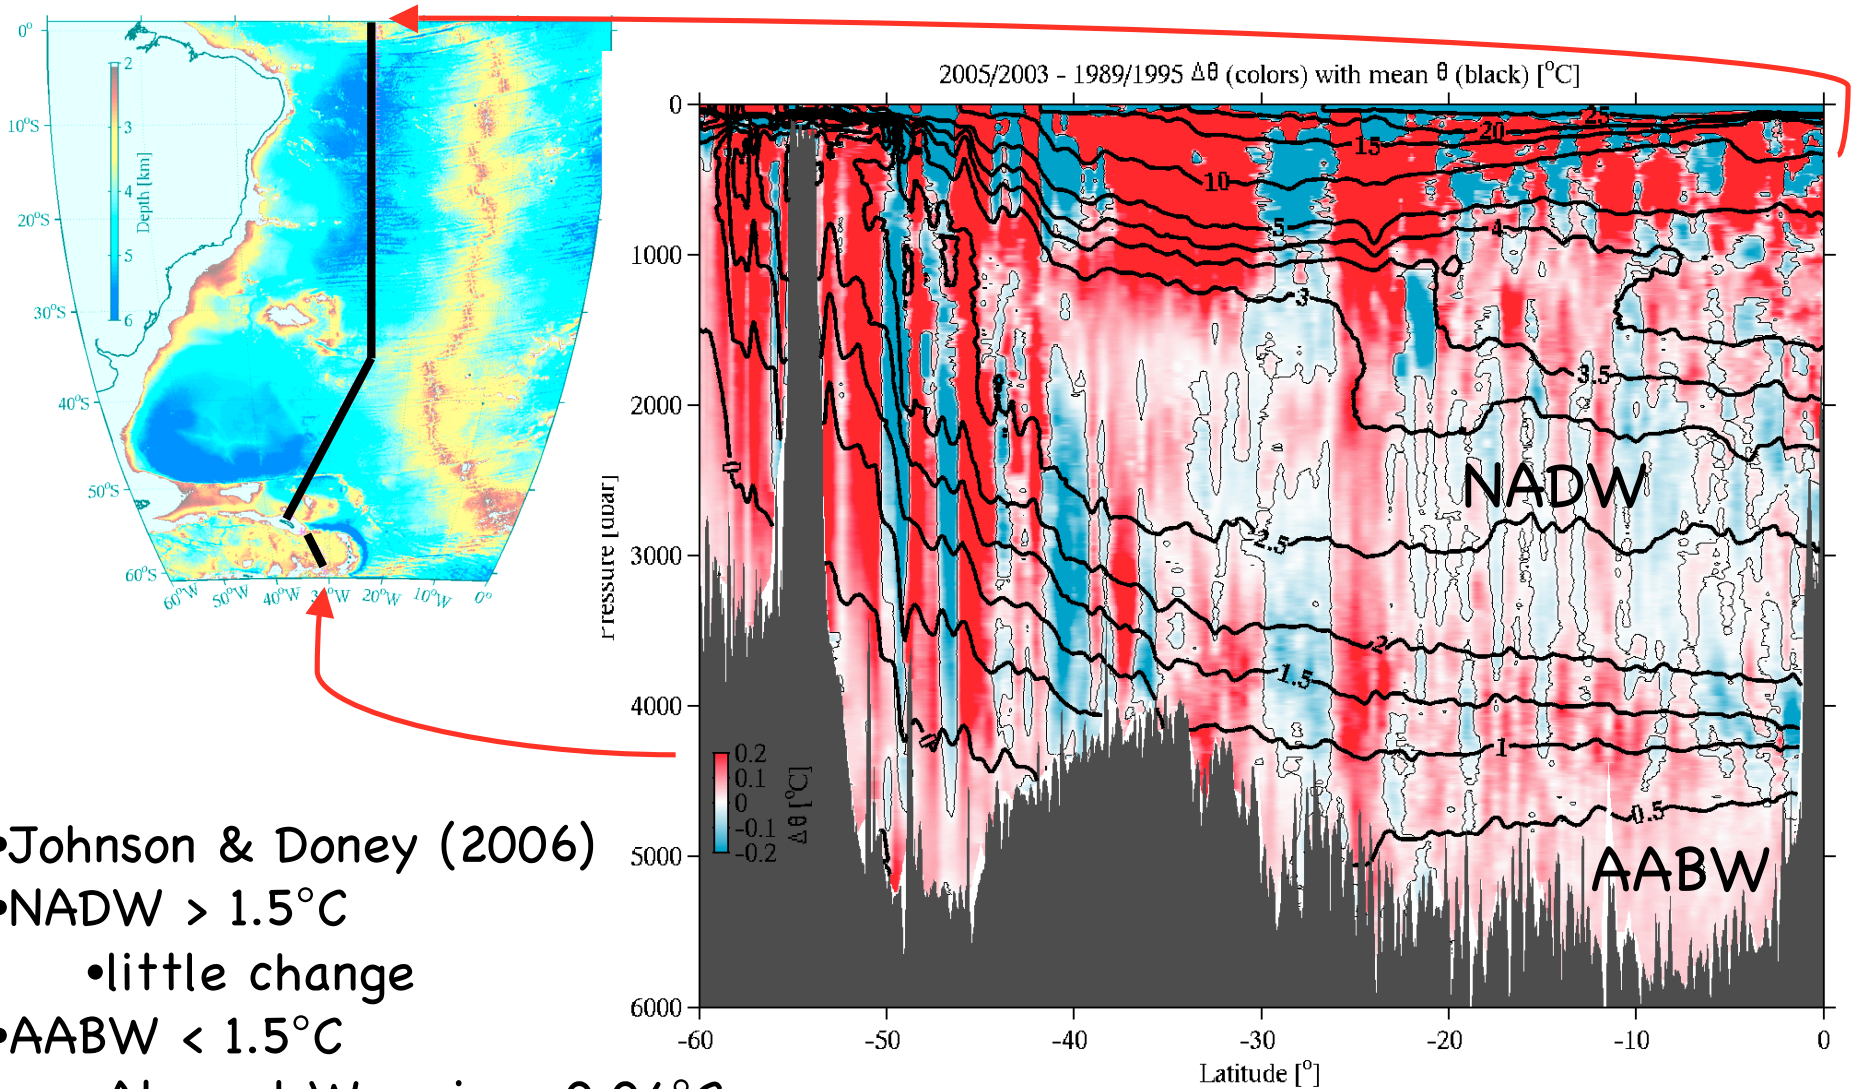 2005/2003 - 1989/1995 Δθ (colors) with mean θ (black) [°C]
0°
10°S
20°S
30°S
40°S
50°S
60°S
60°W 50°W 40°W 30°W 20°W 10°W 0°
2
3
4
5
6
Depth [km]
0
1000
2000
3000
4000
5000
6000
Pressure [dbar]
25
20
15
10
5
4
3
3.5
0
2.5
2
1.5
1
0.5
NADW
AABW
0.2
0.1
0
-0.1
-0.2
Δθ [°C]
-60 -50 -40 -30 -20 -10 0
Latitude [°]
•Johnson & Doney (2006)
•NADW > 1.5°C
•little change
•AABW < 1.5°C